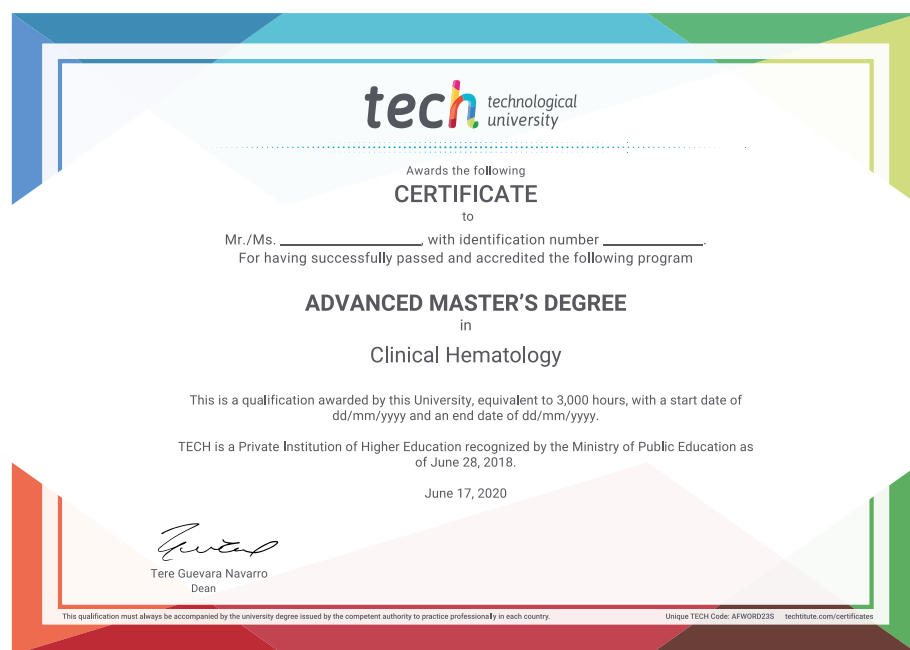 tech technological
university
Awards the following
CERTIFICATE
to
Mr./Ms. ____________________, with identification number ______________.
For having successfully passed and accredited the following program
ADVANCED MASTER’S DEGREE
in
Clinical Hematology
This is a qualification awarded by this University, equivalent to 3,000 hours, with a start date of
dd/mm/yyyy and an end date of dd/mm/yyyy.
TECH is a Private Institution of Higher Education recognized by the Ministry of Public Education as
of June 28, 2018.
June 17, 2020
Tere Guevara Navarro
Dean
This qualification must always be accompanied by the university degree issued by the competent authority to practice professionally in each country.
Unique TECH Code: AFWORD23S techtitute.com/certificates